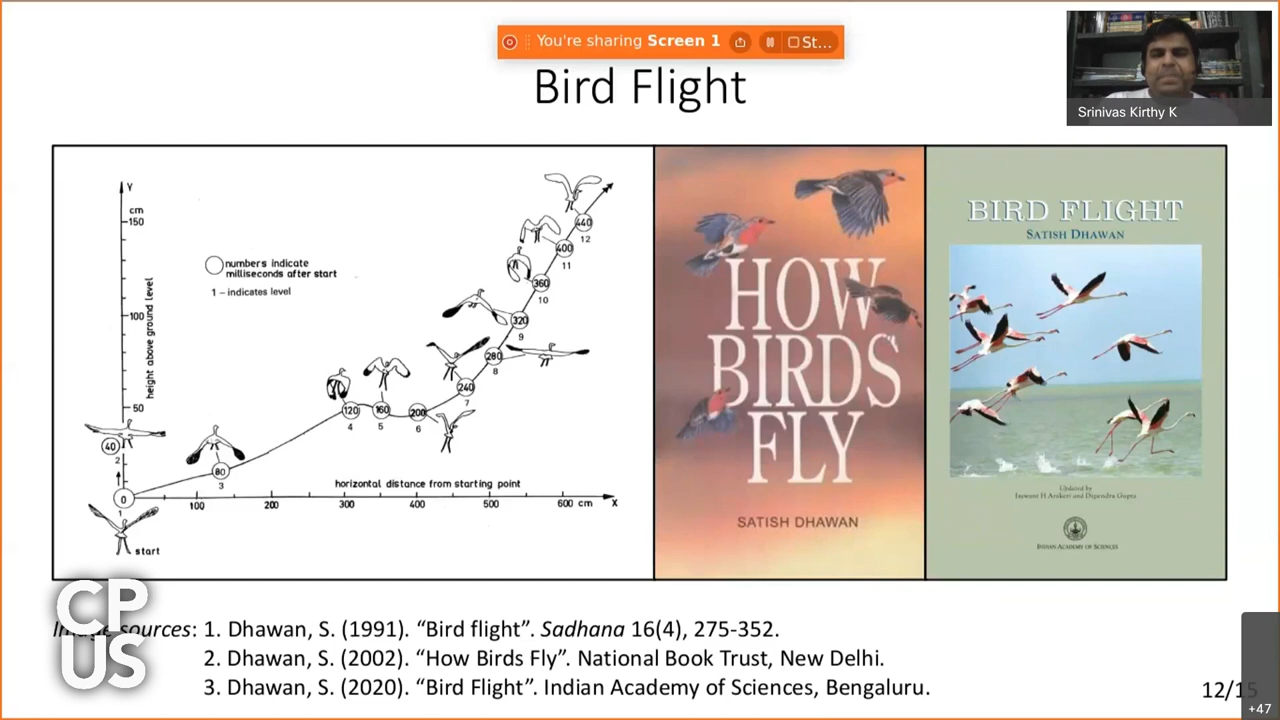 You're sharing Screen 1
St...
Bird Flight
Srinivas Kirthy K
Y
cm
150
100
50
height above ground level
numbers indicate
milliseconds after start
1 – indicates level
440
12
400
11
360
10
320
9
280
8
240
7
120
4
160
5
200
6
40
2
80
3
0
1
start
horizontal distance from starting point
100
200
300
400
500
600 cm
X
HOW
BIRDS
FLY
SATISH DHAWAN
BIRD FLIGHT
SATISH DHAWAN
Updated by
Jaywant H Arakeri and Dipendra Gupta
INDIAN ACADEMY OF SCIENCES
CP
US
Image sources: 1. Dhawan, S. (1991). “Bird flight”. Sadhana 16(4), 275-352.
2. Dhawan, S. (2002). “How Birds Fly”. National Book Trust, New Delhi.
3. Dhawan, S. (2020). “Bird Flight”. Indian Academy of Sciences, Bengaluru.
12/15
+47